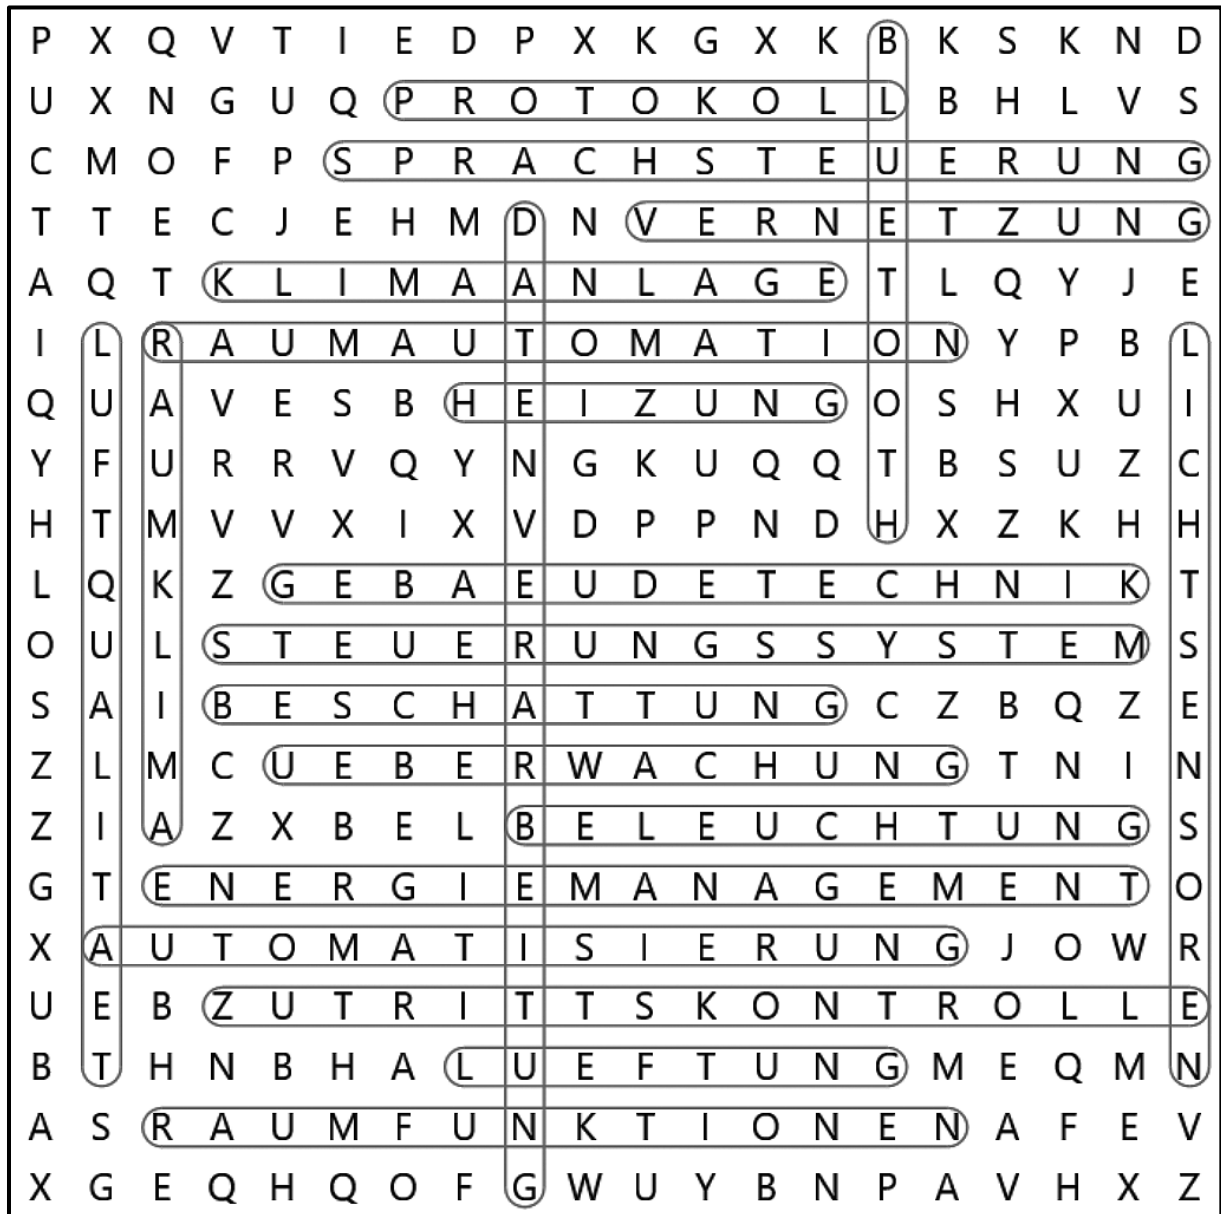 P X Q V T I E D P X K G X K B K S K N D
U X N G U Q P R O T O K O L L B H L V S
C M O F P S P R A C H S T E U E R U N G
T T E C J E H M D N V E R N E T Z U N G
A Q T K L I M A A N L A G E T L Q Y J E
I L R A U M A U T O M A T I O N Y P B L
Q U A V E S B H E I Z U N G O S H X U I
Y F U R R V Q Y N G K U Q Q T B S U Z C
H T M V V X I X V D P P N D H X Z K H H
L Q K Z G E B A E U D E T E C H N I K T
O U L S T E U E R U N G S S Y S T E M S
S A I B E S C H A T T U N G C Z B Q Z E
Z L M C U E B E R W A C H U N G T N I N
Z I A Z X B E L B E L E U C H T U N G S
G T E N E R G I E M A N A G E M E N T O
X A U T O M A T I S I E R U N G J O W R
U E B Z U T R I T T S K O N T R O L L E
B T H N B H A L U E F T U N G M E Q M N
A S R A U M F U N K T I O N E N A F E V
X G E Q H Q O F G W U Y B N P A V H X Z